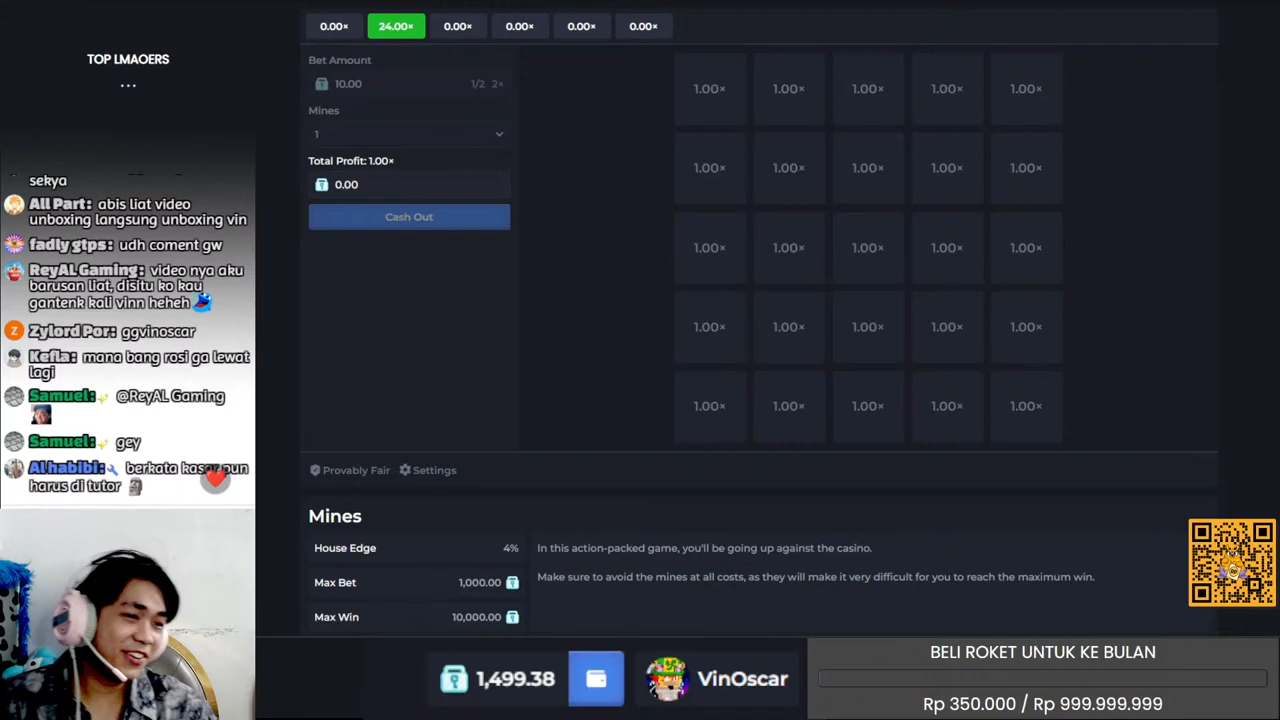 0.00×
24.00×
0.00×
0.00×
0.00×
0.00×
TOP LMAOERS
...
sekya
All Part: abis liat video
unboxing langsung unboxing vin
fadly gtps: udh coment gw
ReyAL Gaming: video nya aku
barusan liat, disitu ko kau
gantenk kali vinn heheh
Z
Zylord Por: ggvinoscar
Kefla: mana bang rosi ga lewat
lagi
Samuel: @ReyAL Gaming
Samuel: gey
Al habibi: berkata kasar pun
harus di tutor
Bet Amount
10.00 1/2 2×
Mines
1
Total Profit: 1.00×
0.00
Cash Out
1.00× 1.00× 1.00× 1.00× 1.00×
1.00× 1.00× 1.00× 1.00× 1.00×
1.00× 1.00× 1.00× 1.00× 1.00×
1.00× 1.00× 1.00× 1.00× 1.00×
1.00× 1.00× 1.00× 1.00× 1.00×
Provably Fair Settings
Mines
House Edge 4%
Max Bet 1,000.00
Max Win 10,000.00
In this action-packed game, you'll be going up against the casino.
Make sure to avoid the mines at all costs, as they will make it very difficult for you to reach the maximum win.
1,499.38
VinOscar
BELI ROKET UNTUK KE BULAN
Rp 350.000 / Rp 999.999.999